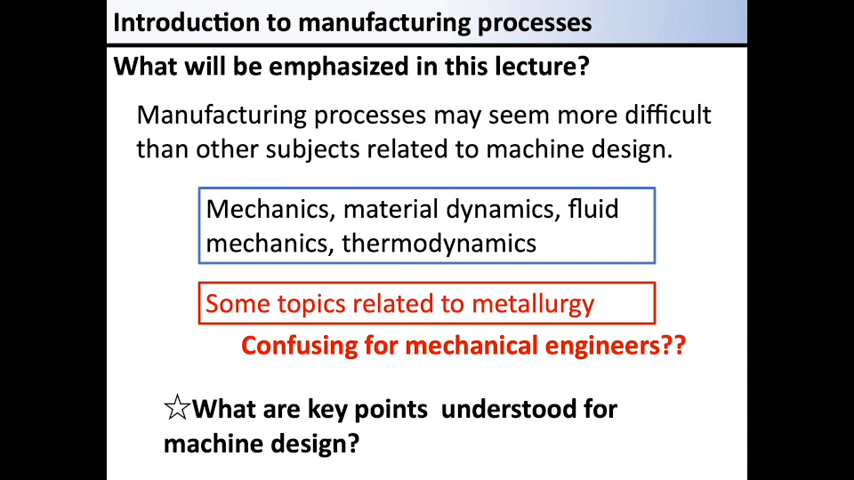 Introduction to manufacturing processes
What will be emphasized in this lecture?
Manufacturing processes may seem more difficult
than other subjects related to machine design.
Mechanics, material dynamics, fluid
mechanics, thermodynamics
Some topics related to metallurgy
Confusing for mechanical engineers??
☆What are key points  understood for
machine design?